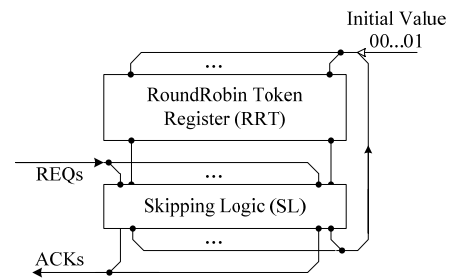 Initial Value
00...01
...
RoundRobin Token
Register (RRT)
REQs
...
Skipping Logic (SL)
...
ACKs